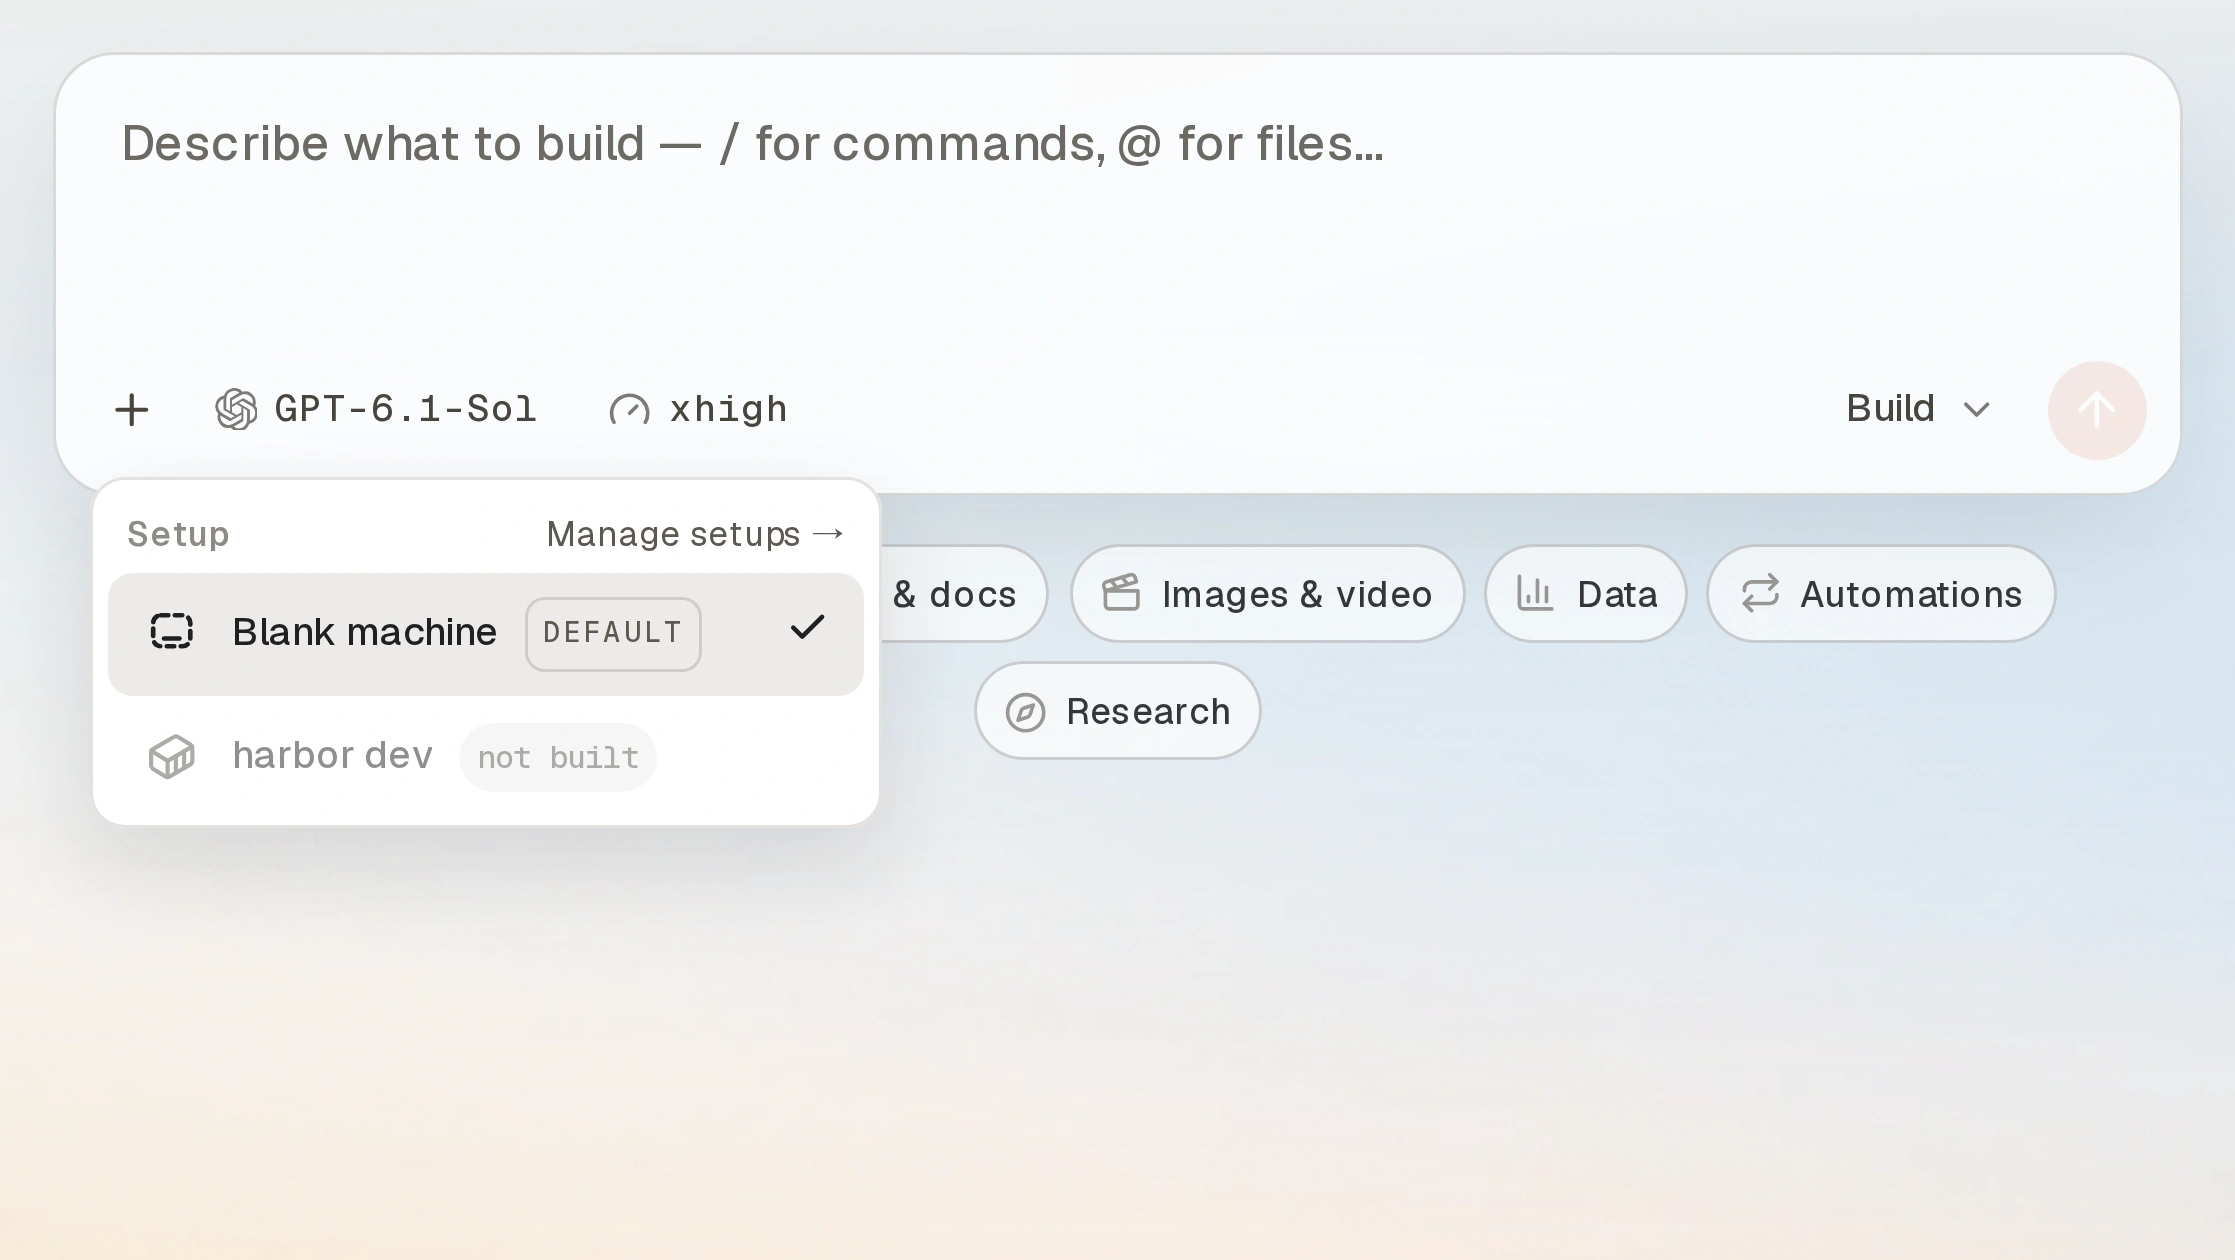 Describe what to build — / for commands, @ for files...
GPT-6.1-Sol xhigh Build
Setup Manage setups →
Blank machine DEFAULT
harbor dev not built
& docs Images & video Data Automations
Research